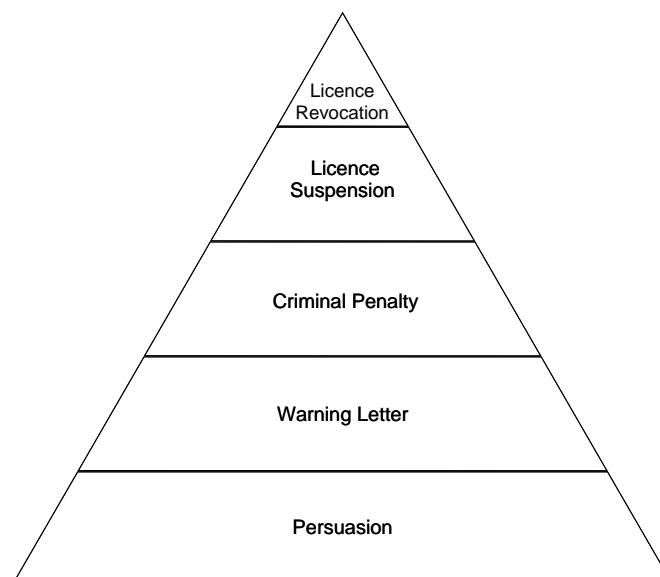 Licence
Revocation
Licence
Suspension
Criminal Penalty
Warning Letter
Persuasion